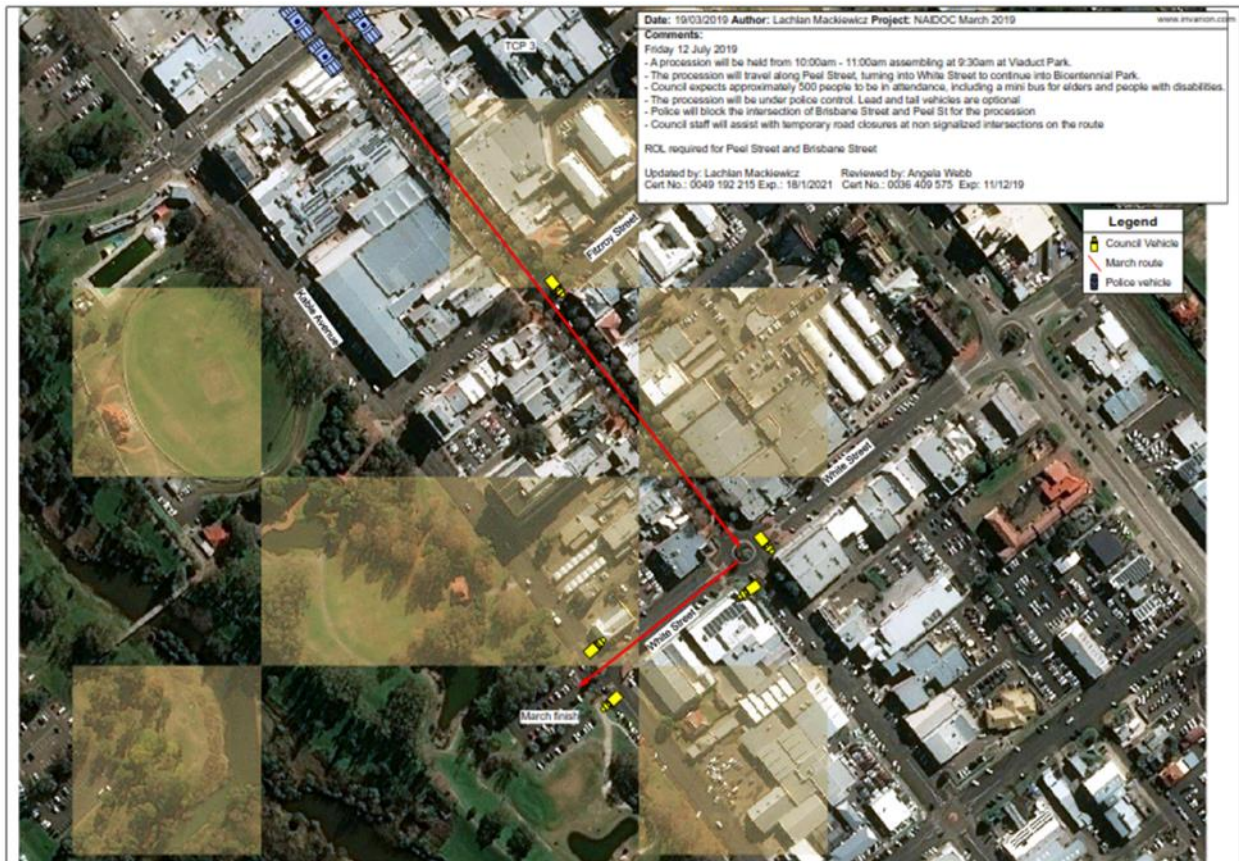 Date: 19/03/2019 Author: Lachlan Mackiewicz Project: NAIDOC March 2019
www.invarion.com
Comments:
Friday 12 July 2019
- A procession will be held from 10:00am - 11:00am assembling at 9:30am at Viaduct Park.
- The procession will travel along Peel Street, turning into White Street to continue into Bicentennial Park.
- Council expects approximately 500 people to be in attendance, including a mini bus for elders and people with disabilities.
- The procession will be under police control. Lead and tail vehicles are optional
- Police will block the intersection of Brisbane Street and Peel St for the procession
- Council staff will assist with temporary road closures at non signalized intersections on the route
ROL required for Peel Street and Brisbane Street
Updated by: Lachlan Mackiewicz Reviewed by: Angela Webb
Cert No.: 0049 192 215 Exp.: 18/1/2021 Cert No.: 0036 409 575 Exp: 11/12/19
TCP 3
Legend
Council Vehicle
March route
Police vehicle
Fitzroy Street
Kable Avenue
White Street
White Street
March finish